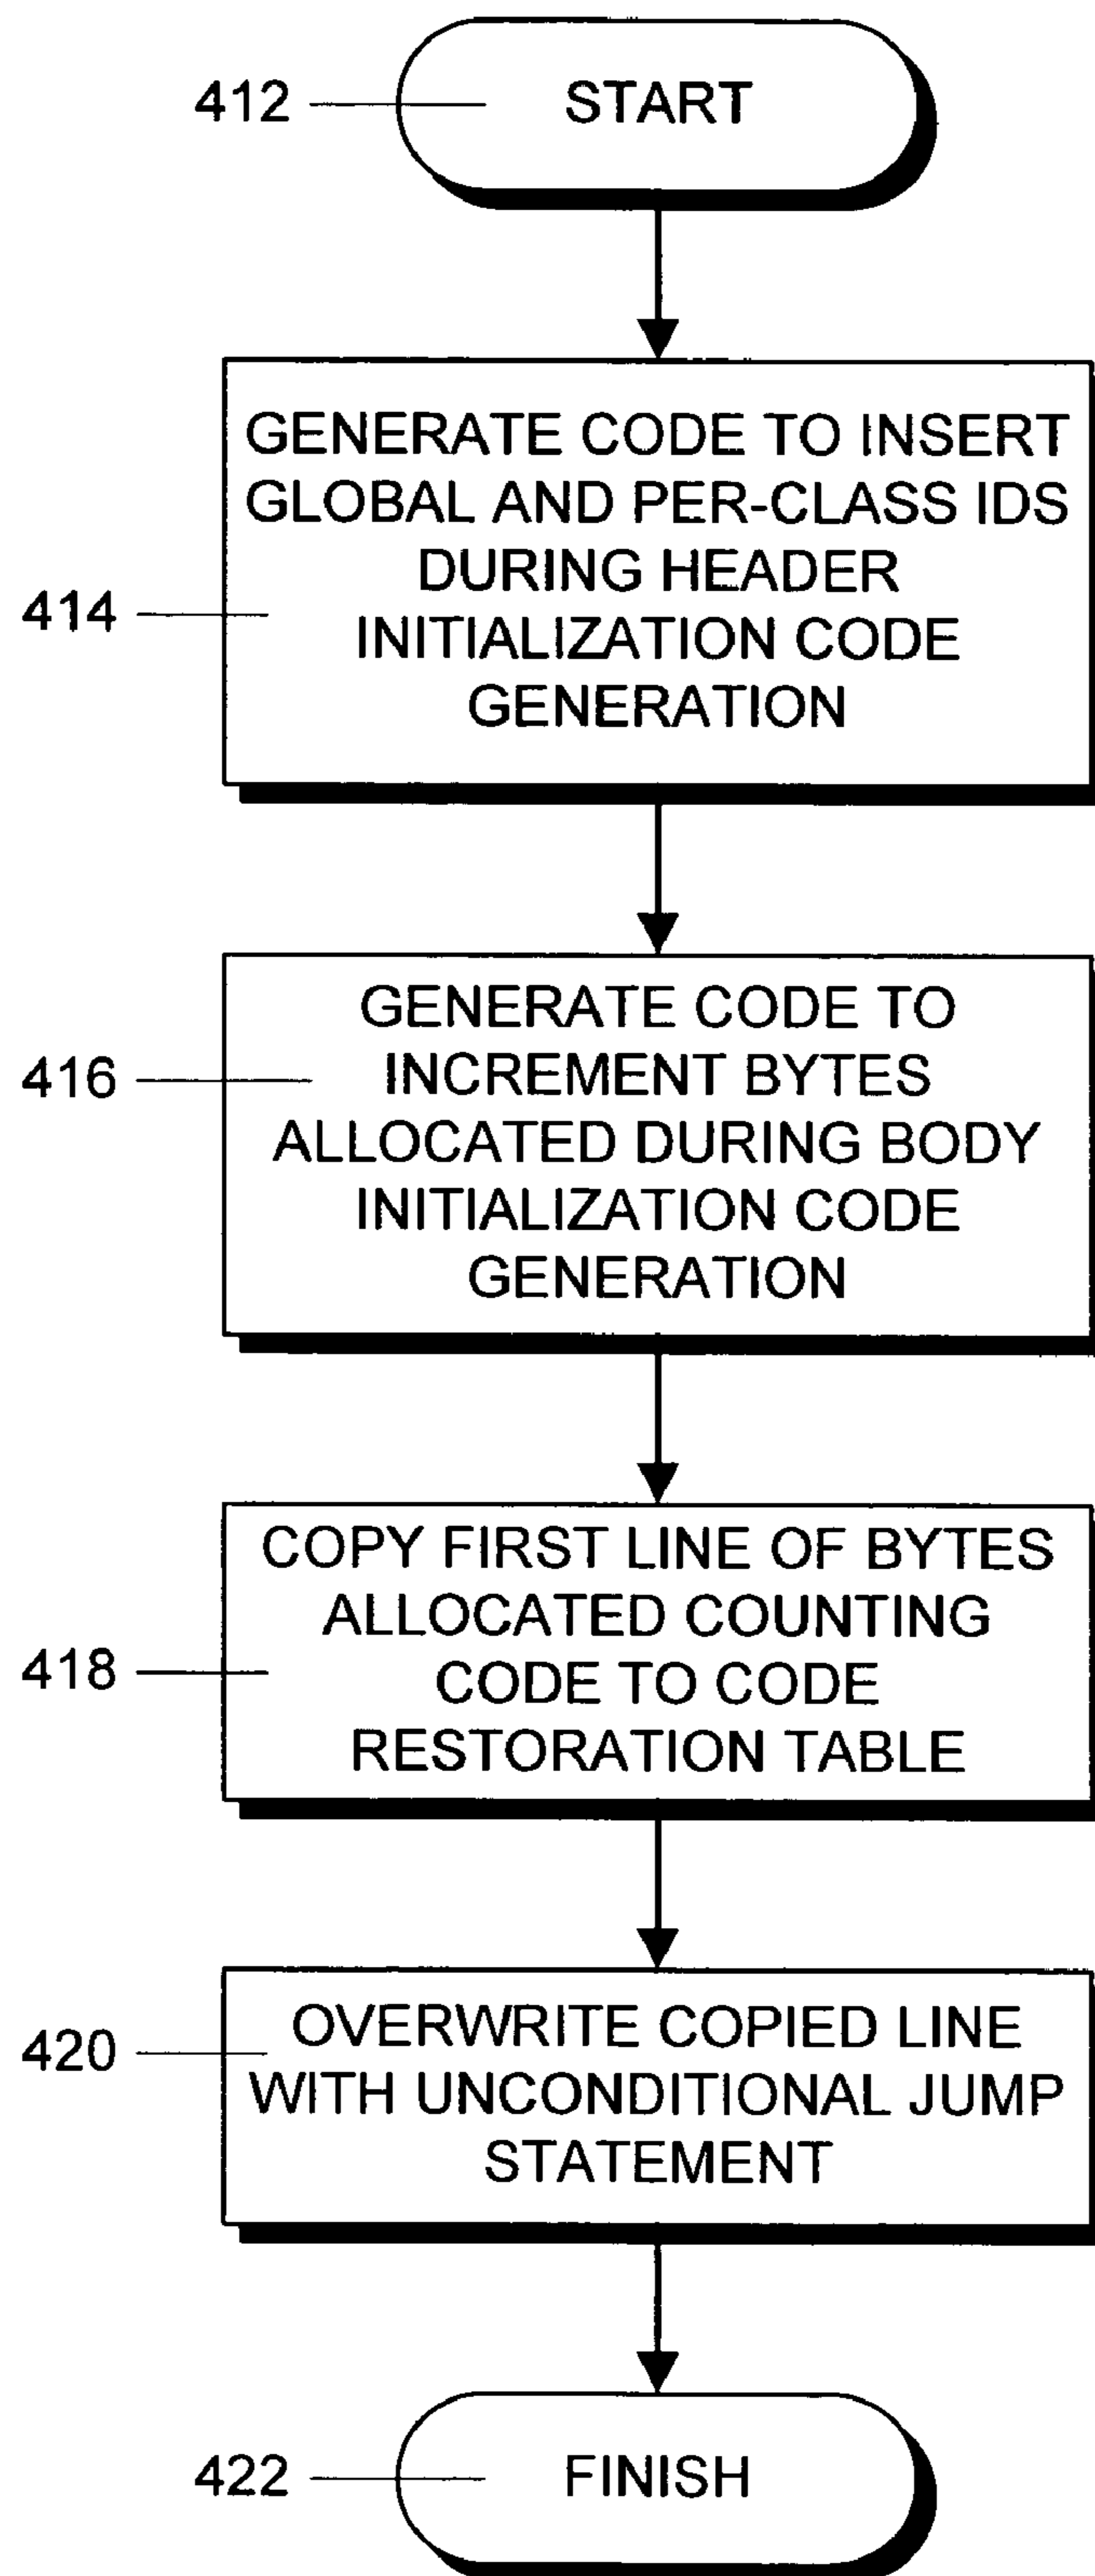 412
START
GENERATE CODE TO INSERT
GLOBAL AND PER-CLASS IDS
DURING HEADER
INITIALIZATION CODE
GENERATION
414
GENERATE CODE TO
INCREMENT BYTES
ALLOCATED DURING BODY
INITIALIZATION CODE
GENERATION
416
COPY FIRST LINE OF BYTES
ALLOCATED COUNTING
CODE TO CODE
RESTORATION TABLE
418
OVERWRITE COPIED LINE
WITH UNCONDITIONAL JUMP
STATEMENT
420
422
FINISH